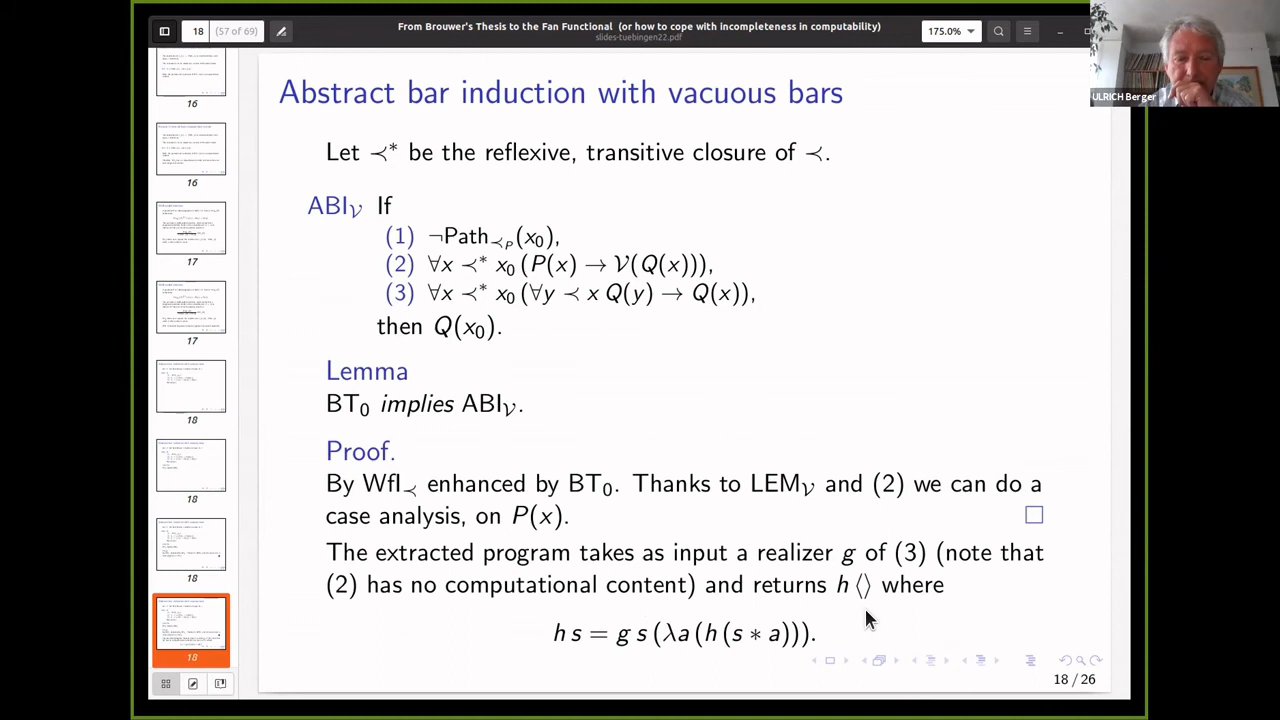 18 (57 of 69)
From Brouwer's Thesis to the Fan Functional (or how to cope with incompleteness in computability)
slides-tuebingen22.pdf
175.0%
ULRICH Berger
16
16
17
17
18
18
18
18
Abstract bar induction with vacuous bars
Let ≺* be the reflexive, transitive closure of ≺.
ABI𝒱 If
(1) ¬Path≺P(x₀),
(2) ∀x ≺* x₀ (P(x) → 𝒱(Q(x))),
(3) ∀x ≺* x₀ (∀y ≺ x Q(y) → Q(x)),
then Q(x₀).
Lemma
BT₀ implies ABI𝒱.
Proof.
By WfI≺ enhanced by BT₀. Thanks to LEM𝒱 and (2) we can do a
case analysis, on P(x). □
The extracted program takes as input a realizer g of (3) (note that
(2) has no computational content) and returns h ⟨⟩ where
h s = g s (λa (h (s ∗ a))).
18 / 26